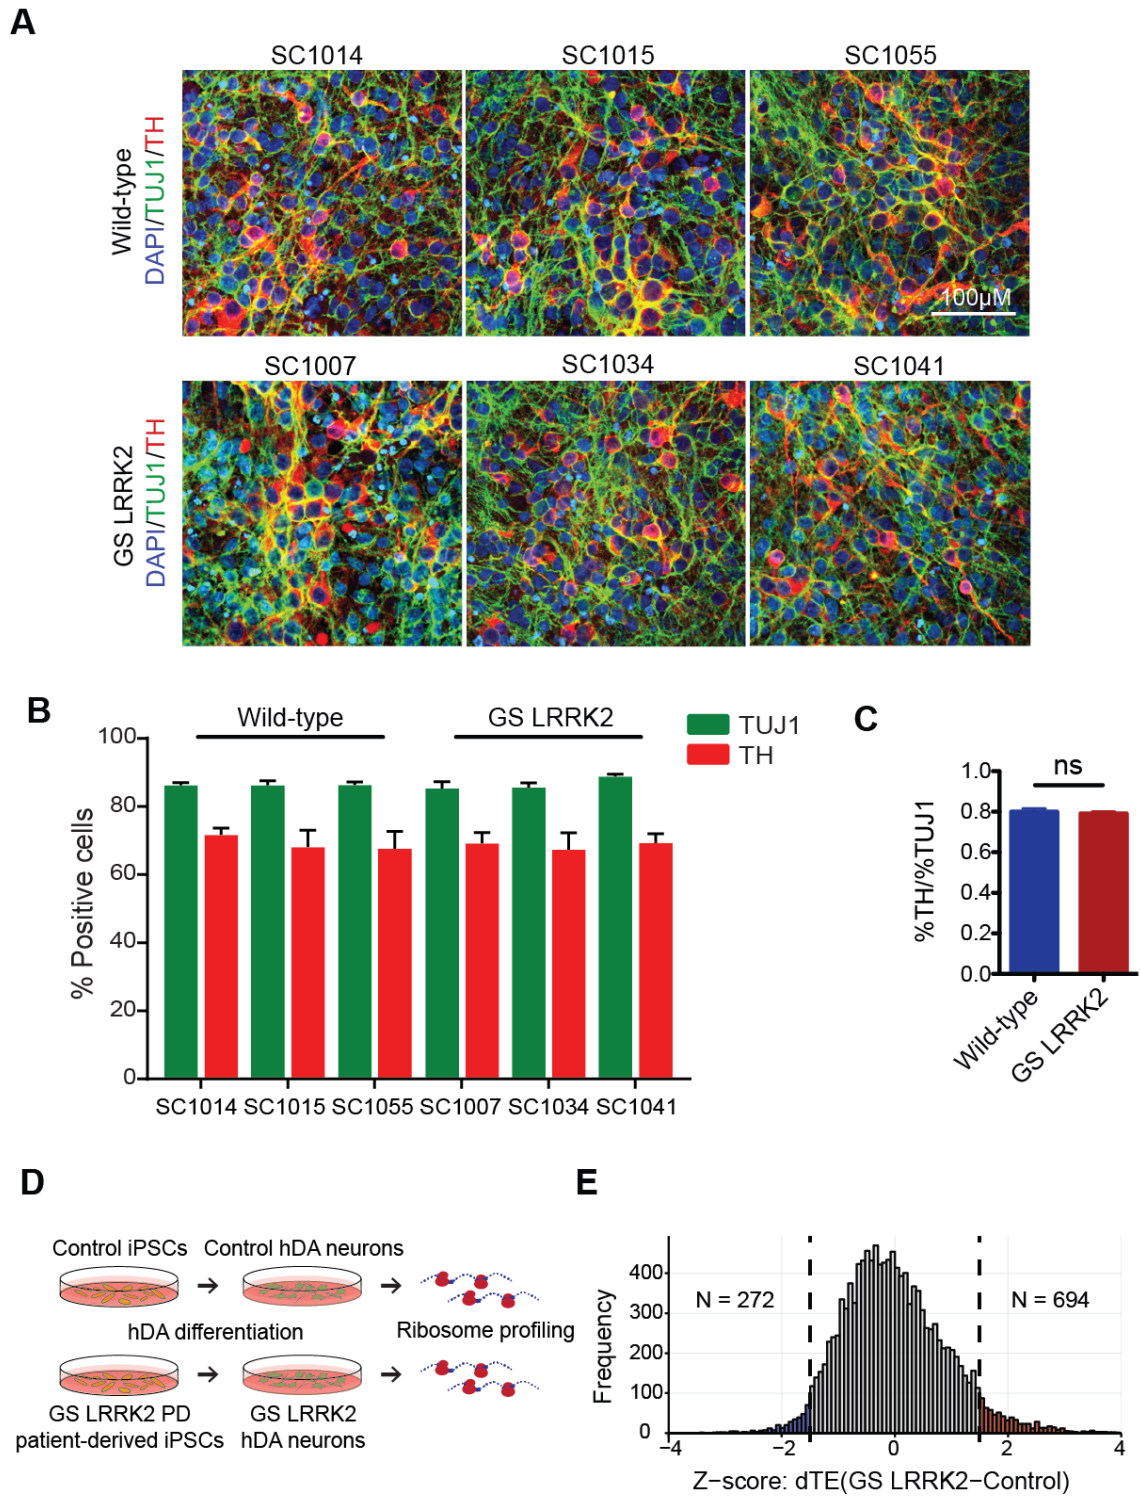 A
SC1014 SC1015 SC1055
Wild-type
DAPI/TUJ1/TH
100µM
SC1007 SC1034 SC1041
GS LRRK2
DAPI/TUJ1/TH
B
Wild-type GS LRRK2
TUJ1
TH
% Positive cells
100
80
60
40
20
0
SC1014 SC1015 SC1055 SC1007 SC1034 SC1041
C
ns
%TH/%TUJ1
1.0
0.8
0.6
0.4
0.2
0.0
Wild-type
GS LRRK2
D
Control iPSCs Control hDA neurons
hDA differentiation Ribosome profiling
GS LRRK2 PD GS LRRK2
patient-derived iPSCs hDA neurons
E
Frequency
400
300
200
100
0
N = 272 N = 694
−4 −2 0 2 4
Z−score: dTE(GS LRRK2−Control)